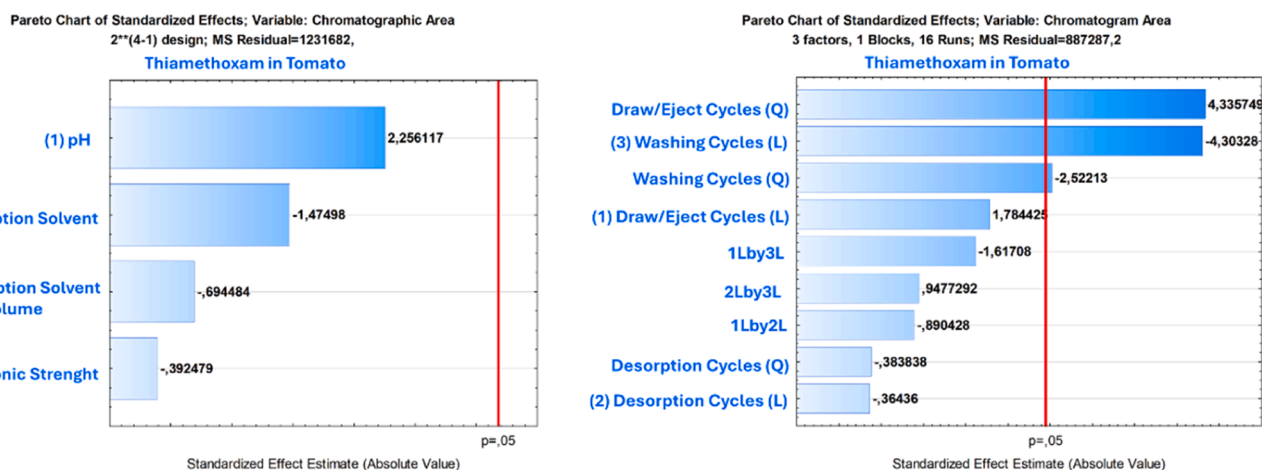 Pareto Chart of Standardized Effects; Variable: Chromatographic Area
2**(4-1) design; MS Residual=1231682,
Thiamethoxam in Tomato
(1) pH
2,256117
ption Solvent
-1,47498
ption Solvent
olume
-,694484
onic Strenght
-,392479
p=,05
Standardized Effect Estimate (Absolute Value)
Pareto Chart of Standardized Effects; Variable: Chromatogram Area
3 factors, 1 Blocks, 16 Runs; MS Residual=887287,2
Thiamethoxam in Tomato
Draw/Eject Cycles (Q)
4,335749
(3) Washing Cycles (L)
-4,30328
Washing Cycles (Q)
-2,52213
(1) Draw/Eject Cycles (L)
1,784425
1Lby3L
-1,61708
2Lby3L
,9477292
1Lby2L
-,890428
Desorption Cycles (Q)
-,383838
(2) Desorption Cycles (L)
-,36436
p=,05
Standardized Effect Estimate (Absolute Value)